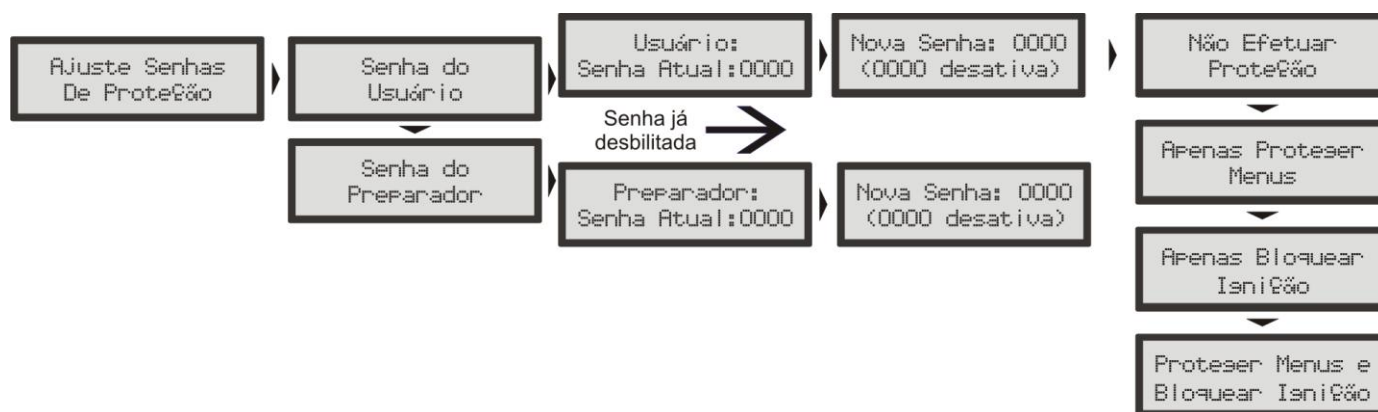 Ajuste Senhas
De Proteção
Senha do
Usuário
Usuário:
Senha Atual:0000
Nova Senha: 0000
(0000 desativa)
Não Efetuar
Proteção
Senha já
desbilitada
Apenas Proteger
Menus
Senha do
Preparador
Preparador:
Senha Atual:0000
Nova Senha: 0000
(0000 desativa)
Apenas Bloquear
Ignição
Proteger Menus e
Bloquear Ignição